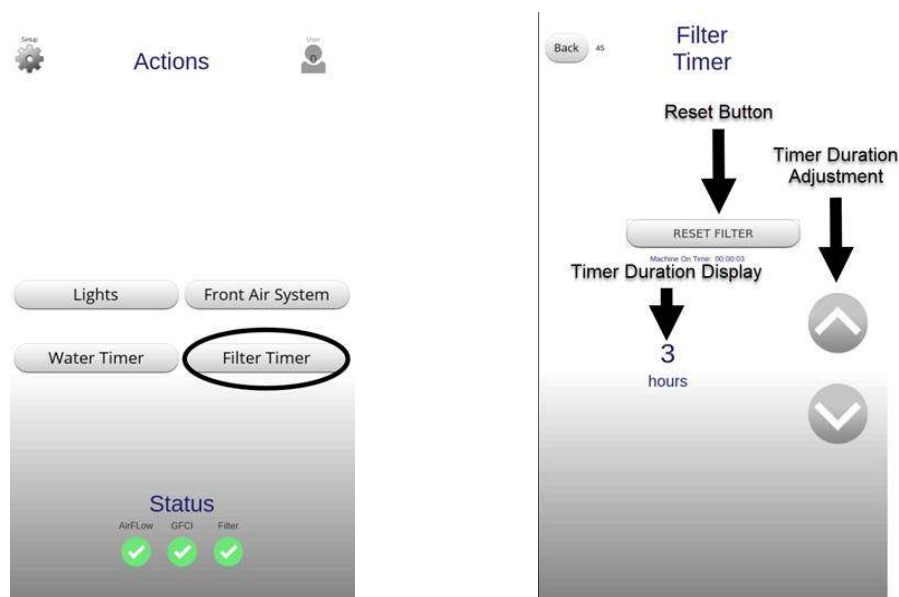 Setup
User
0
Actions
Lights
Front Air System
Water Timer
Filter Timer
Status
AirFLow
GFCI
Filter
Back
45
Filter
Timer
Reset Button
Timer Duration
Adjustment
RESET FILTER
Machine On Time: 00:00:03
Timer Duration Display
3
hours